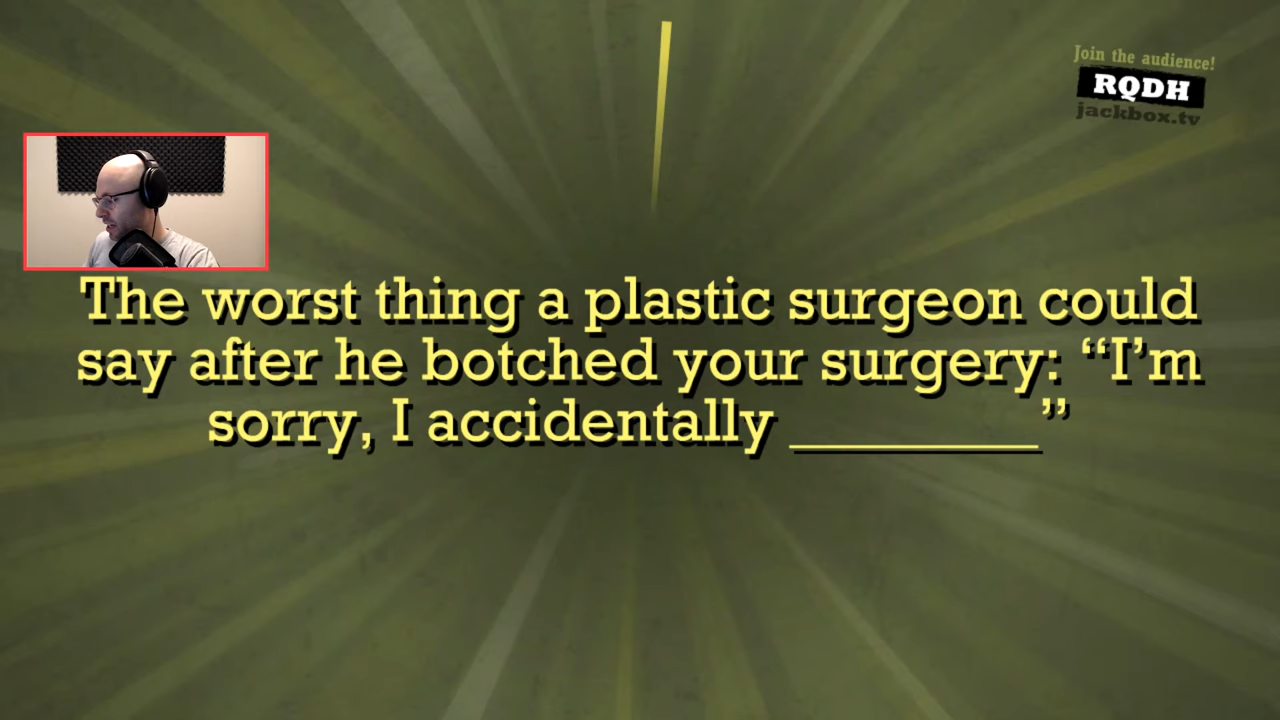 Join the audience!
RQDH
jackbox.tv
The worst thing a plastic surgeon could
say after he botched your surgery: “I’m
sorry, I accidentally _________”